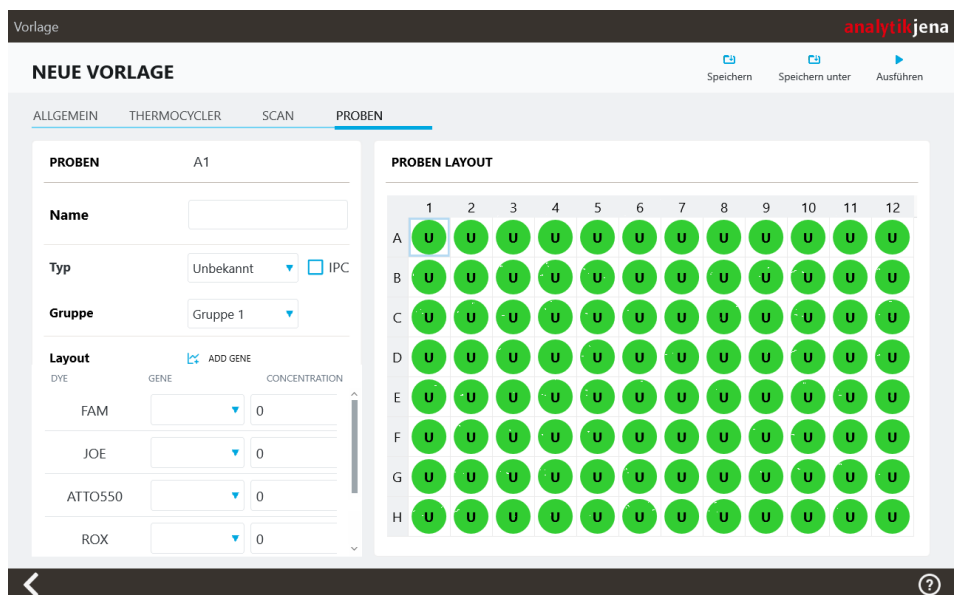 Vorlage analytikjena
NEUE VORLAGE
Speichern Speichern unter Ausführen
ALLGEMEIN THERMOCYCLER SCAN PROBEN
PROBEN A1
Name
Typ Unbekannt IPC
Gruppe Gruppe 1
Layout ADD GENE
DYE GENE CONCENTRATION
FAM 0
JOE 0
ATTO550 0
ROX 0
PROBEN LAYOUT
1 2 3 4 5 6 7 8 9 10 11 12
A U U U U U U U U U U U U
B U U U U U U U U U U U U
C U U U U U U U U U U U U
D U U U U U U U U U U U U
E U U U U U U U U U U U U
F U U U U U U U U U U U U
G U U U U U U U U U U U U
H U U U U U U U U U U U U
?